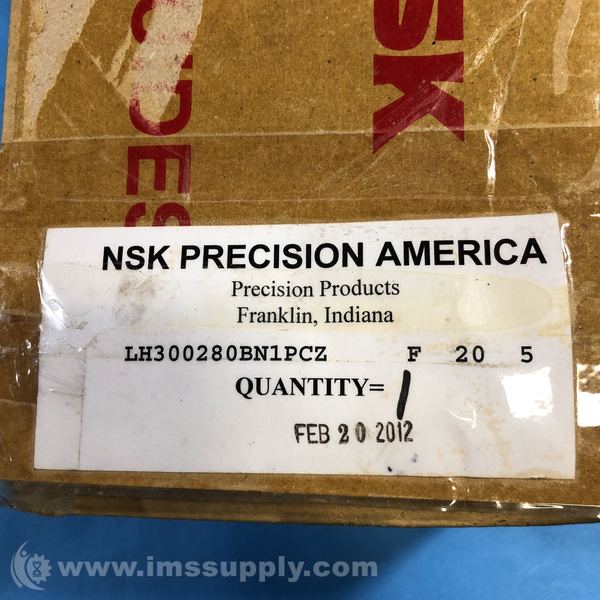 SK
IDES
NSK PRECISION AMERICA
Precision Products
Franklin, Indiana
LH300280BN1PCZ F 20 5
QUANTITY= 1
FEB 20 2012
www.imssupply.com